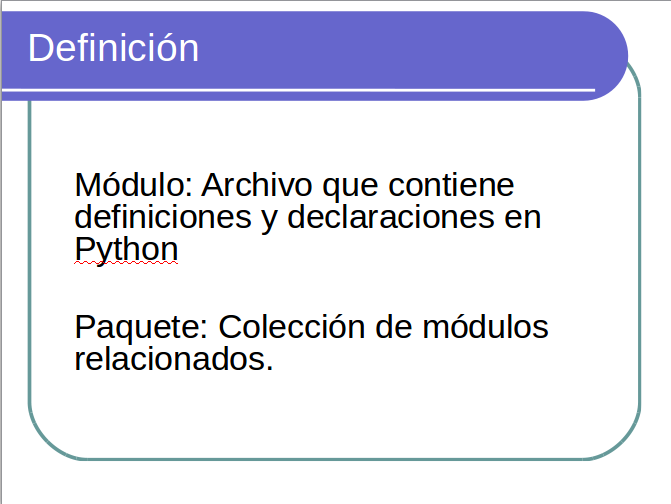 Definición
Módulo: Archivo que contiene
definiciones y declaraciones en
Python
Paquete: Colección de módulos
relacionados.